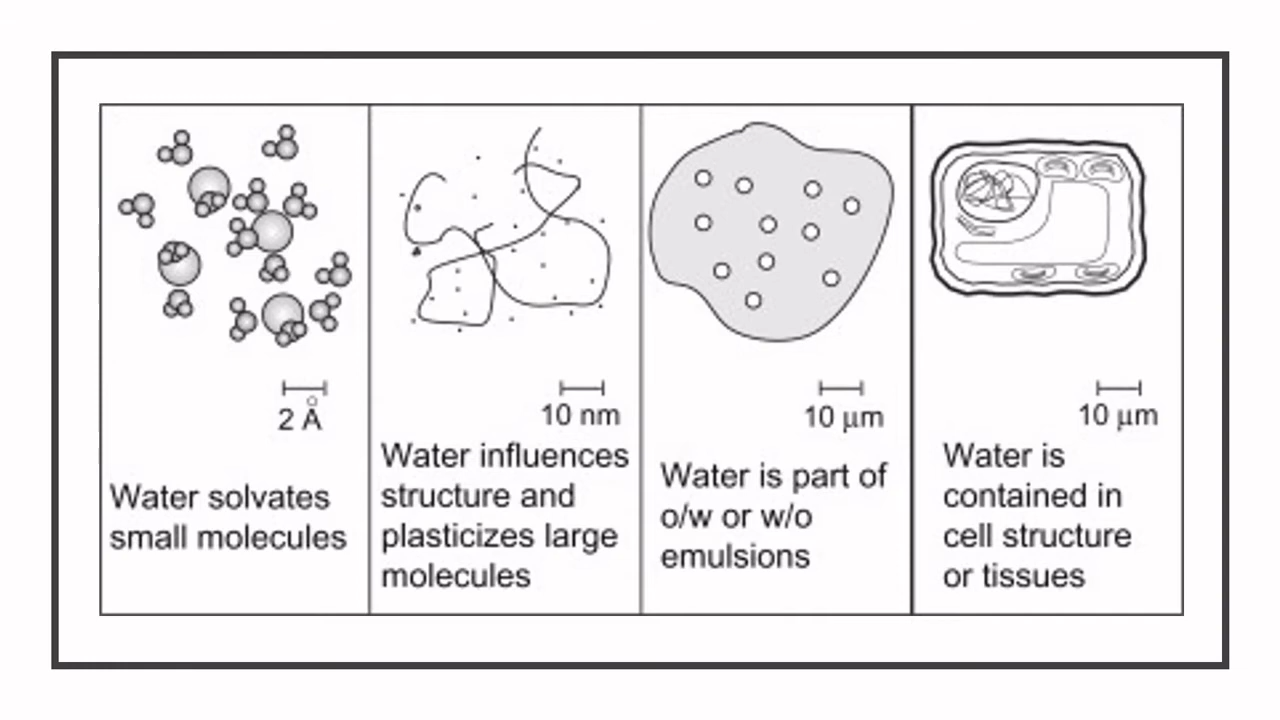 2 Å
Water solvates
small molecules
10 nm
Water influences
structure and
plasticizes large
molecules
10 μm
Water is part of
o/w or w/o
emulsions
10 μm
Water is
contained in
cell structure
or tissues